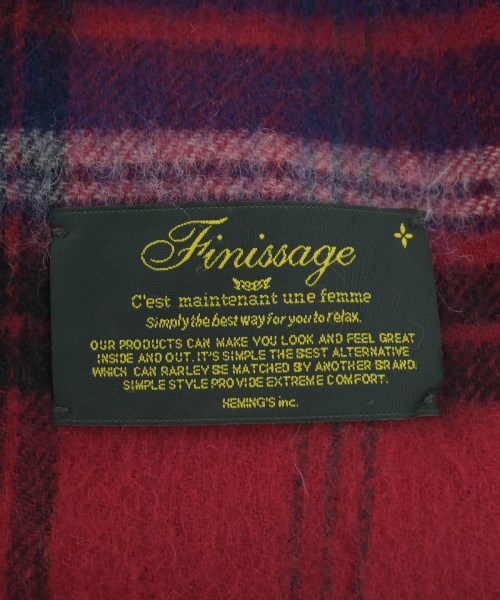 Finissage
C'est maintenant une femme
Simply the best way for you to relax.
OUR PRODUCTS CAN MAKE YOU LOOK AND FEEL GREAT
INSIDE AND OUT. IT'S SIMPLE THE BEST ALTERNATIVE
WHICH CAN RARLEY BE MATCHED BY ANOTHER BRAND.
SIMPLE STYLE PROVIDE EXTREME COMFORT.
HEMING'S inc.